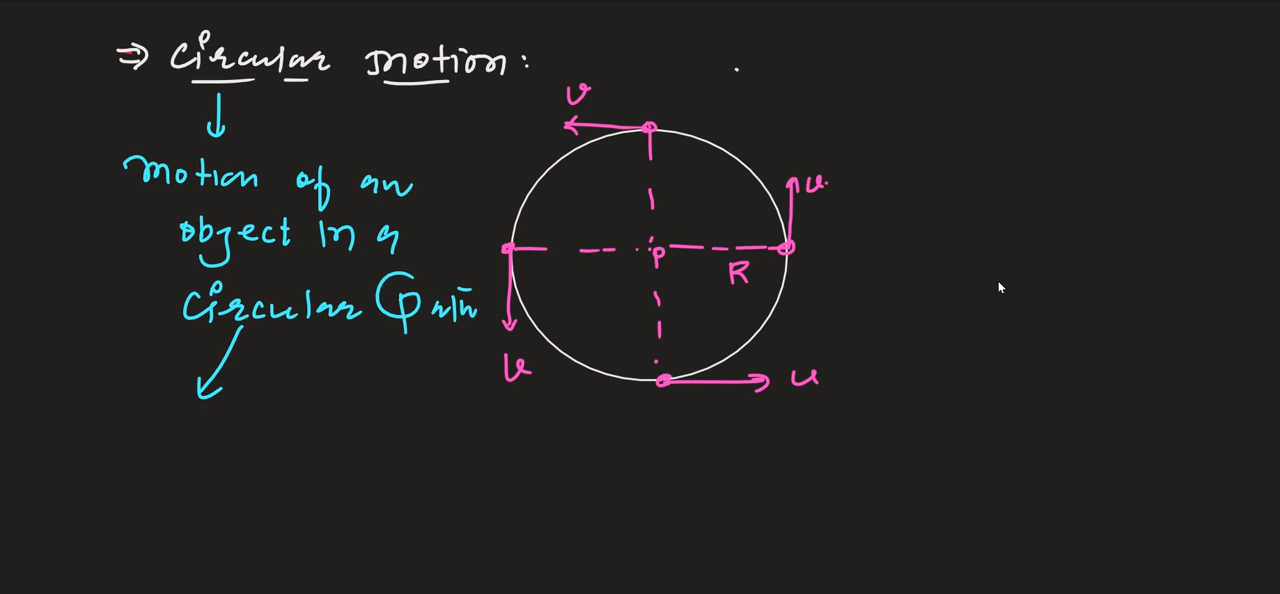 ⇒ Circular motion:
Motion of an
object in a
Circular Path
v
v
P
R
v
v